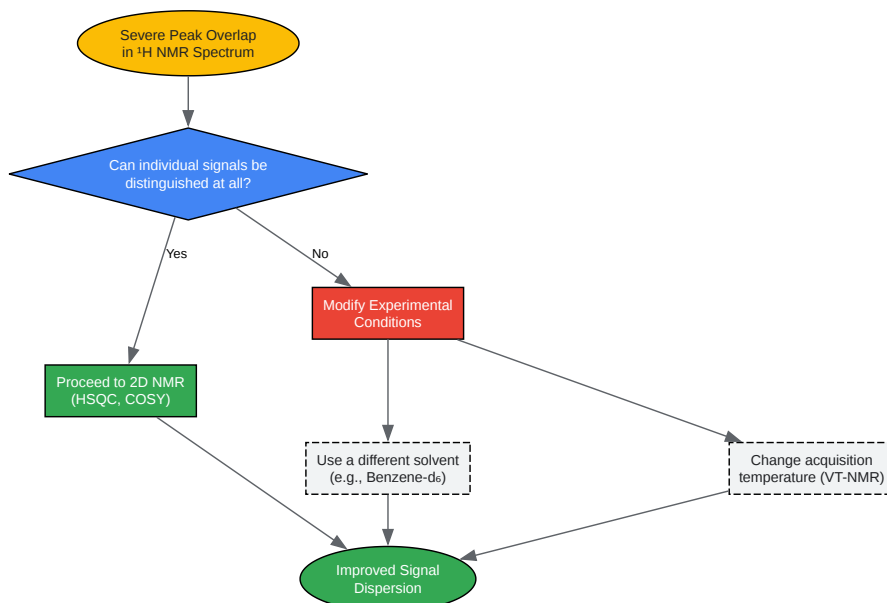 Severe Peak Overlap
in ¹H NMR Spectrum
Can individual signals be
distinguished at all?
Yes
No
Modify Experimental
Conditions
Proceed to 2D NMR
(HSQC, COSY)
Use a different solvent
(e.g., Benzene-d₆)
Change acquisition
temperature (VT-NMR)
Improved Signal
Dispersion